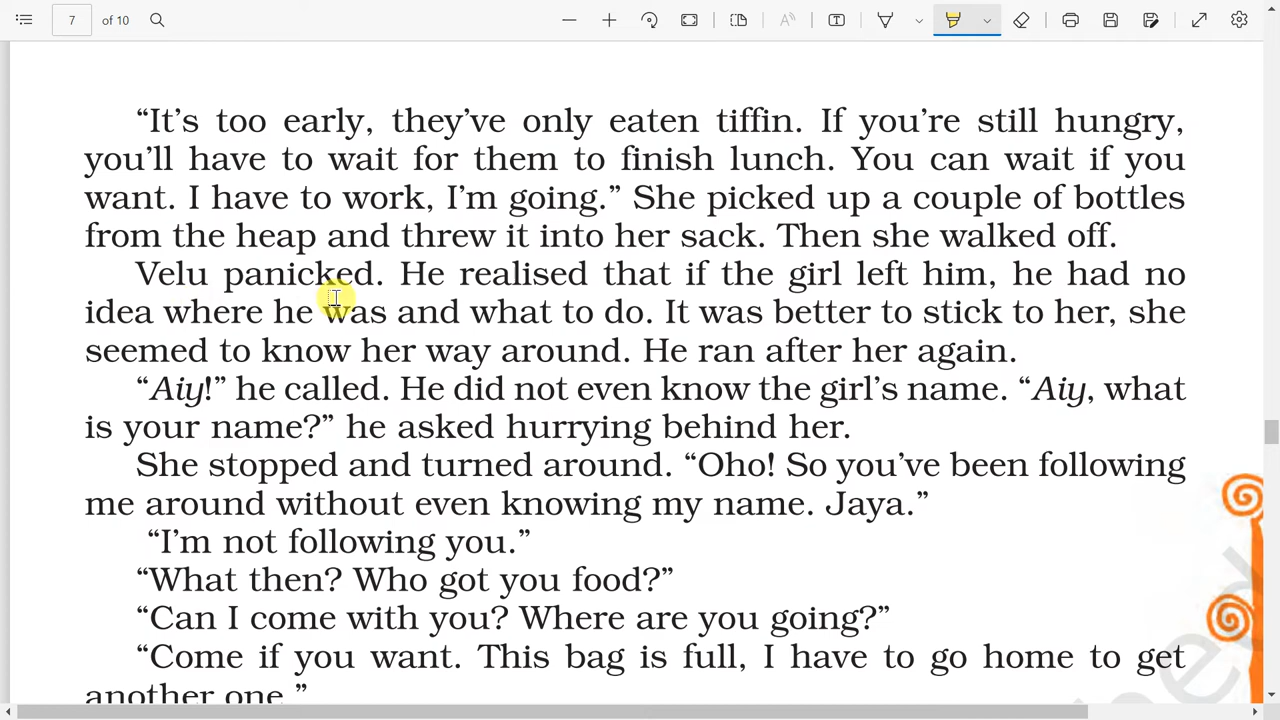 7 of 10
“It’s too early, they’ve only eaten tiffin. If you’re still hungry,
you’ll have to wait for them to finish lunch. You can wait if you
want. I have to work, I’m going.” She picked up a couple of bottles
from the heap and threw it into her sack. Then she walked off.
Velu panicked. He realised that if the girl left him, he had no
idea where he was and what to do. It was better to stick to her, she
seemed to know her way around. He ran after her again.
“Aiy!” he called. He did not even know the girl’s name. “Aiy, what
is your name?” he asked hurrying behind her.
She stopped and turned around. “Oho! So you’ve been following
me around without even knowing my name. Jaya.”
“I’m not following you.”
“What then? Who got you food?”
“Can I come with you? Where are you going?”
“Come if you want. This bag is full, I have to go home to get
another one.”